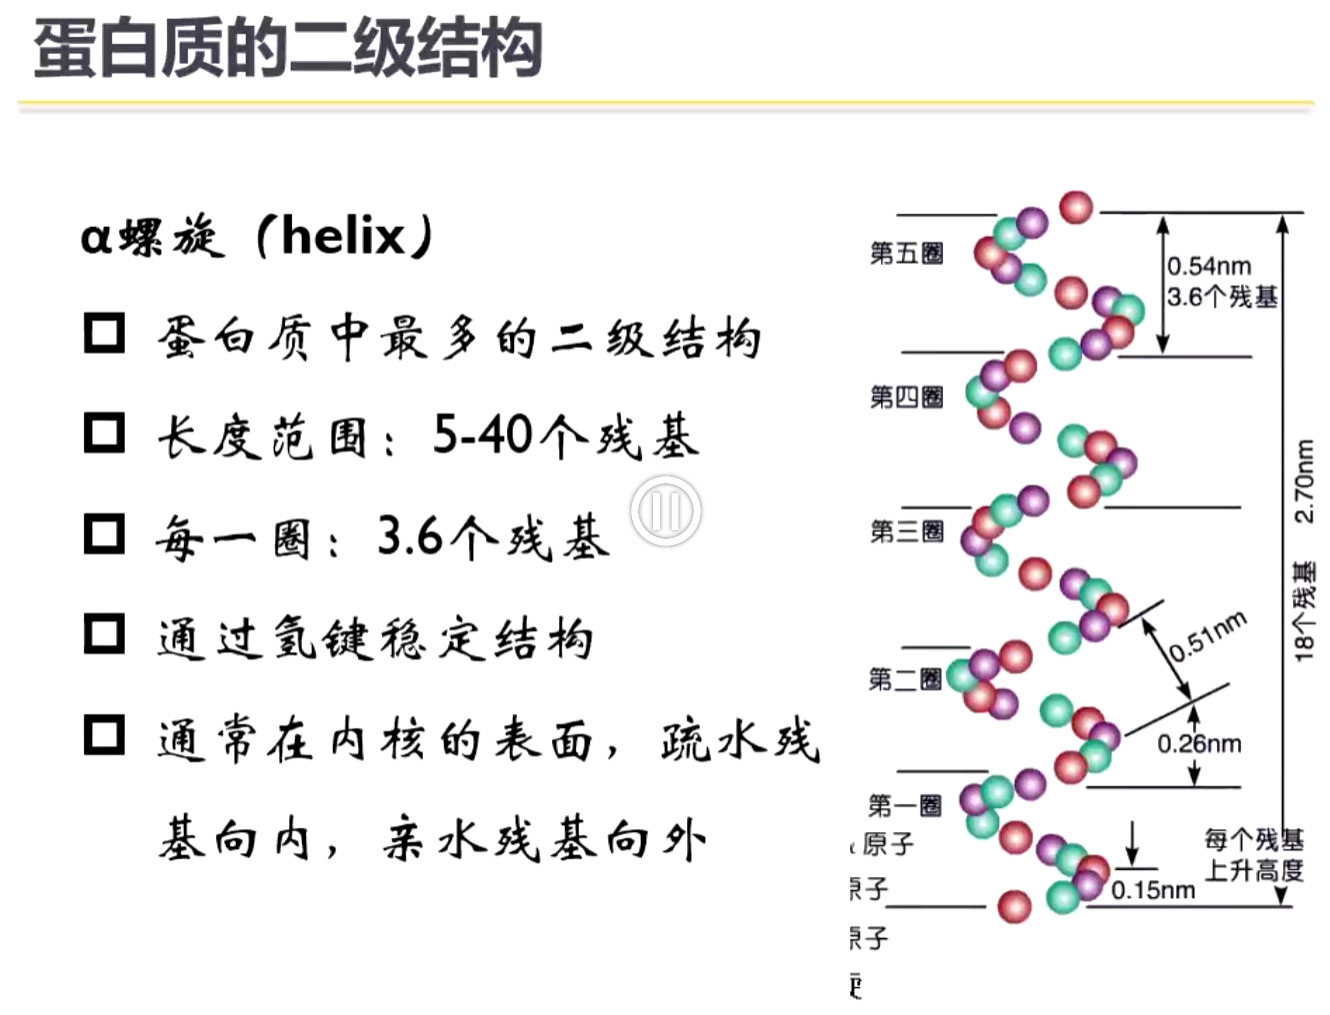 蛋白质的二级结构
α螺旋（helix）
蛋白质中最多的二级结构
长度范围：5-40个残基
每一圈：3.6个残基
通过氢键稳定结构
通常在内核的表面，疏水残
基向内，亲水残基向外
第五圈
0.54nm
3.6个残基
第四圈
第三圈
第二圈
0.51nm
0.26nm
第一圈
18个残基 2.70nm
每个残基
上升高度
0.15nm
原子
原子
原子